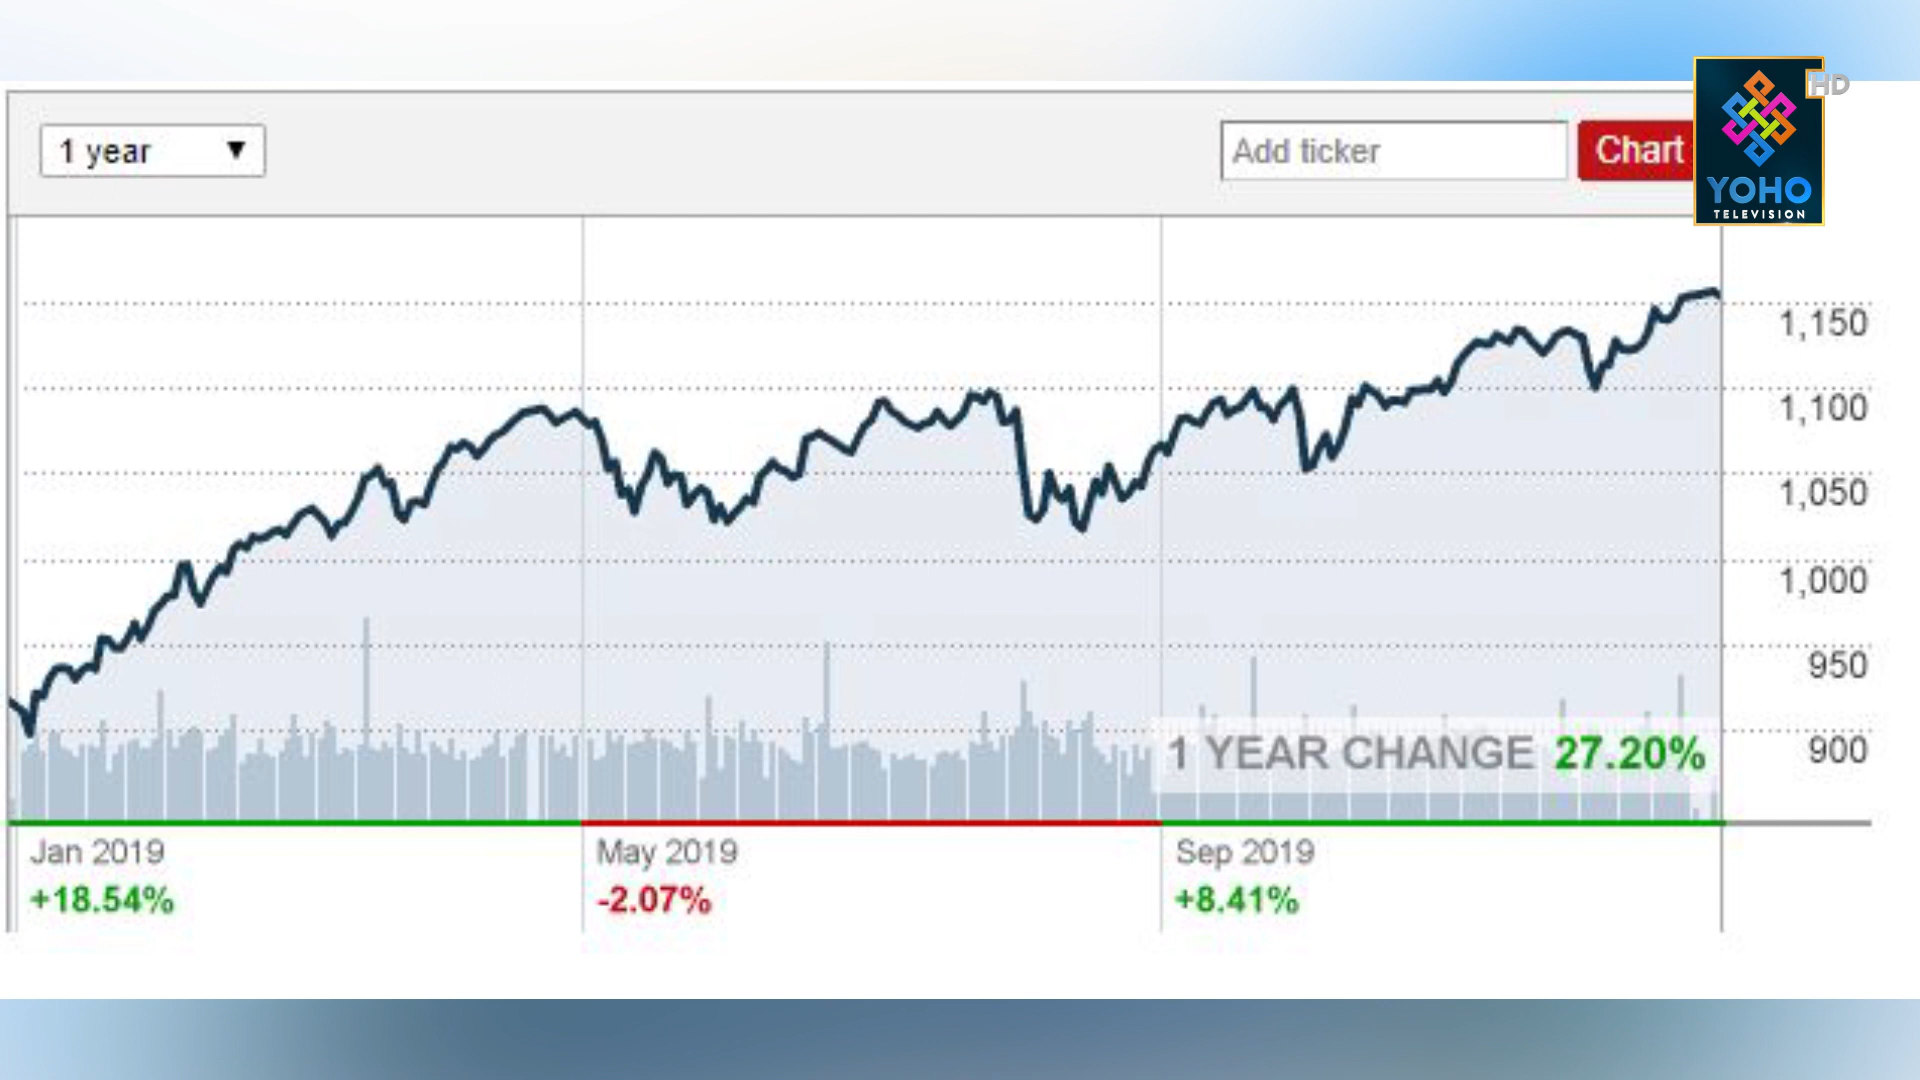 HD
1 year
Add ticker
Chart
YOHO
TELEVISION
1,150
1,100
1,050
1,000
950
900
1 YEAR CHANGE 27.20%
Jan 2019
May 2019
Sep 2019
+18.54%
-2.07%
+8.41%